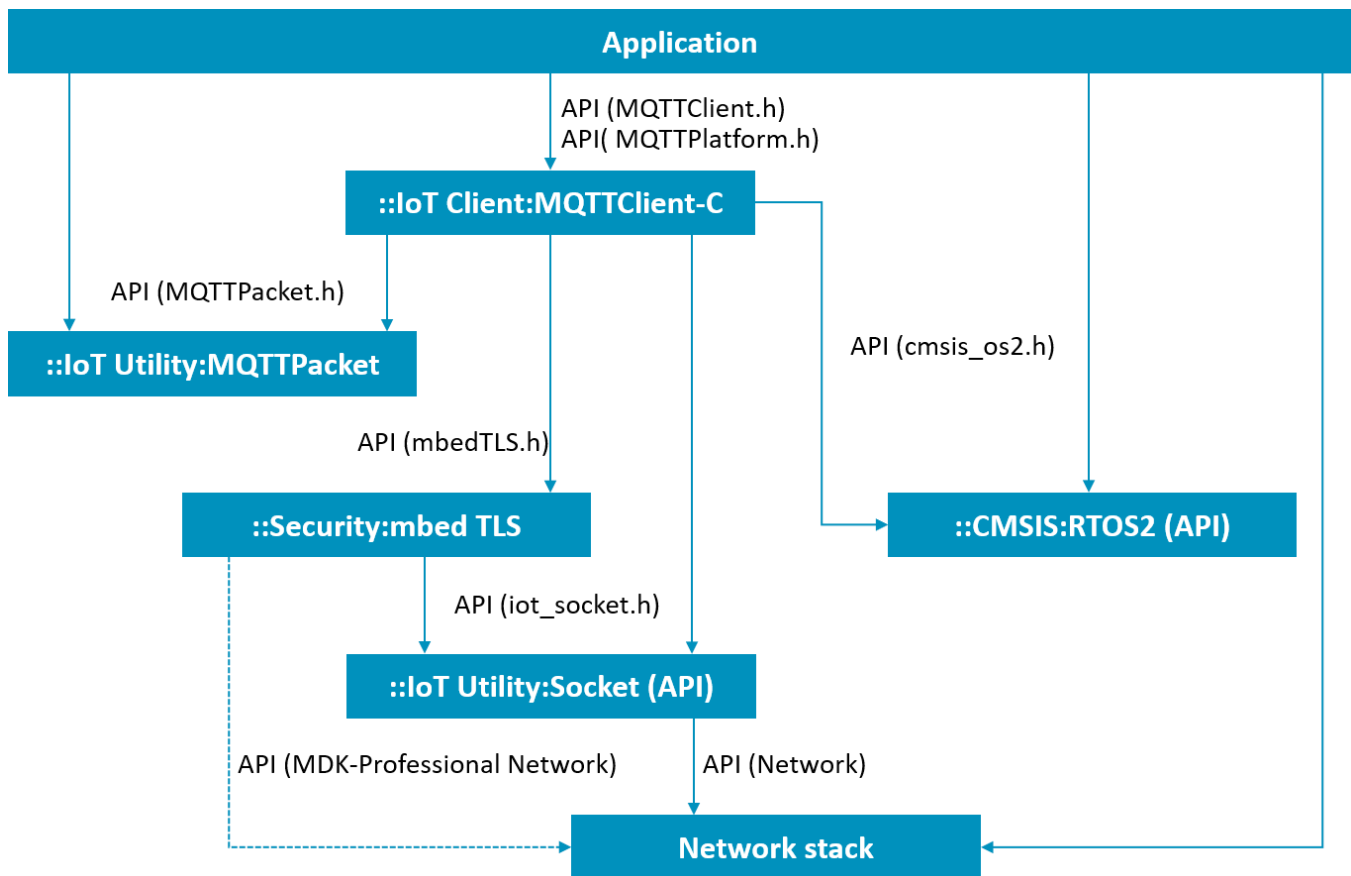 Application
API (MQTTClient.h)
API( MQTTPlatform.h)
::IoT Client:MQTTClient-C
API (MQTTPacket.h)
::IoT Utility:MQTTPacket
API (cmsis_os2.h)
API (mbedTLS.h)
::Security:mbed TLS
::CMSIS:RTOS2 (API)
API (iot_socket.h)
::IoT Utility:Socket (API)
API (MDK-Professional Network)
API (Network)
Network stack